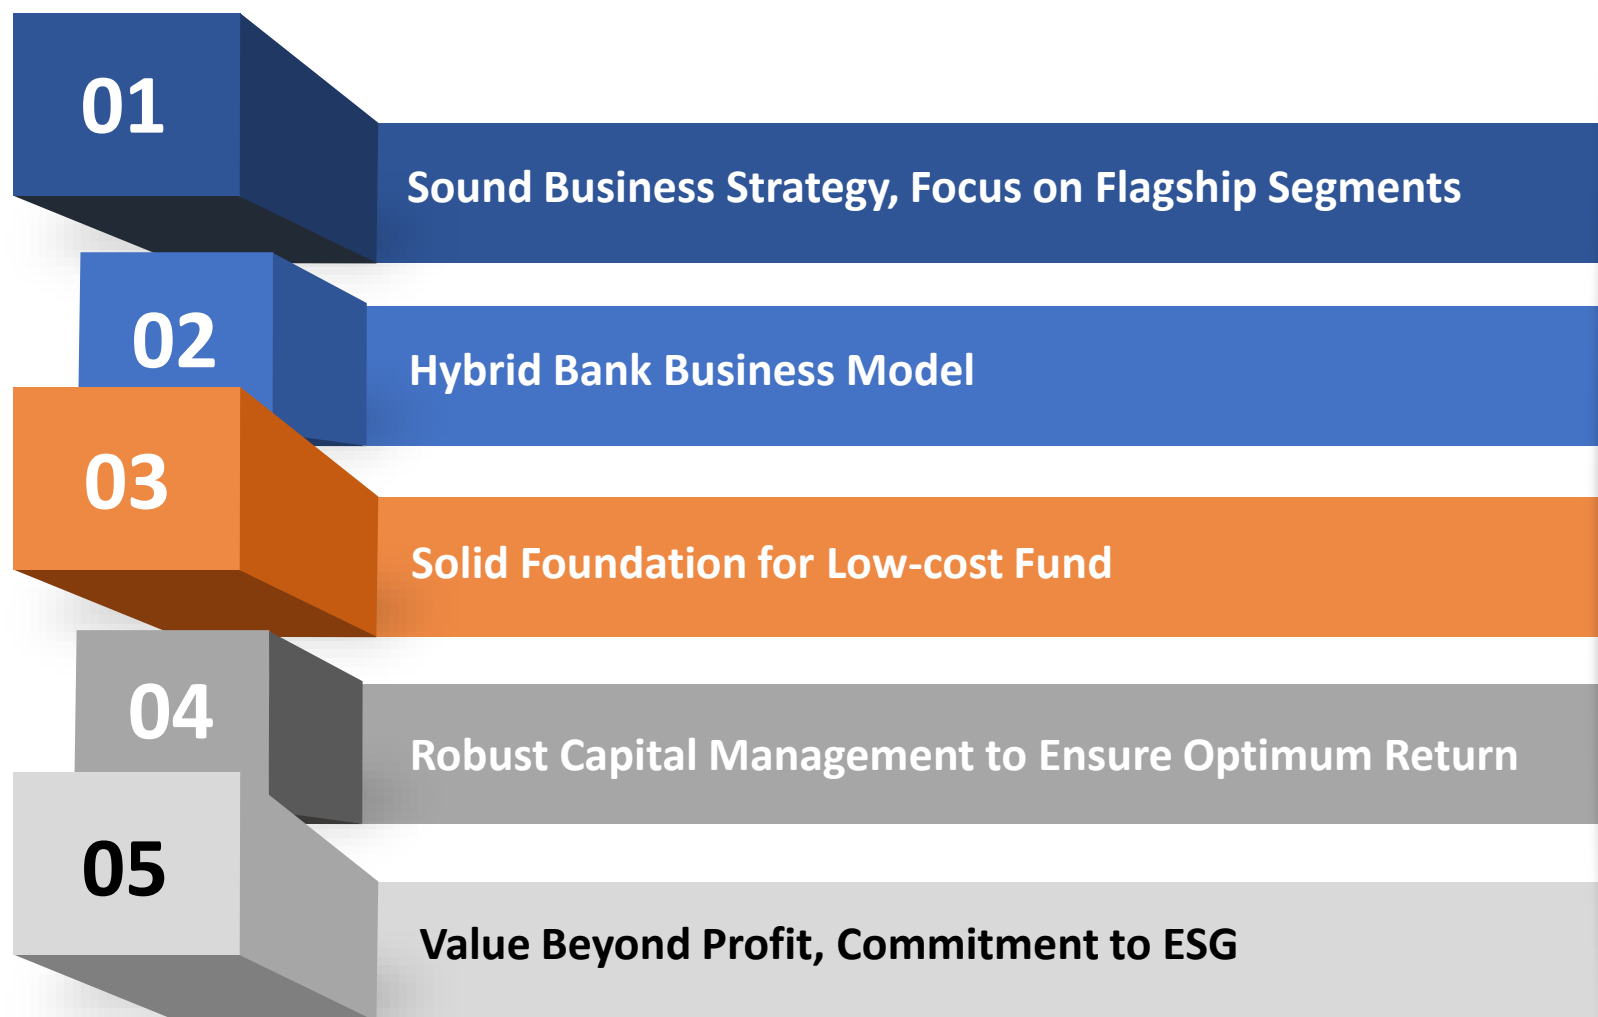 01
Sound Business Strategy, Focus on Flagship Segments
02
Hybrid Bank Business Model
03
Solid Foundation for Low-cost Fund
04
Robust Capital Management to Ensure Optimum Return
05
Value Beyond Profit, Commitment to ESG